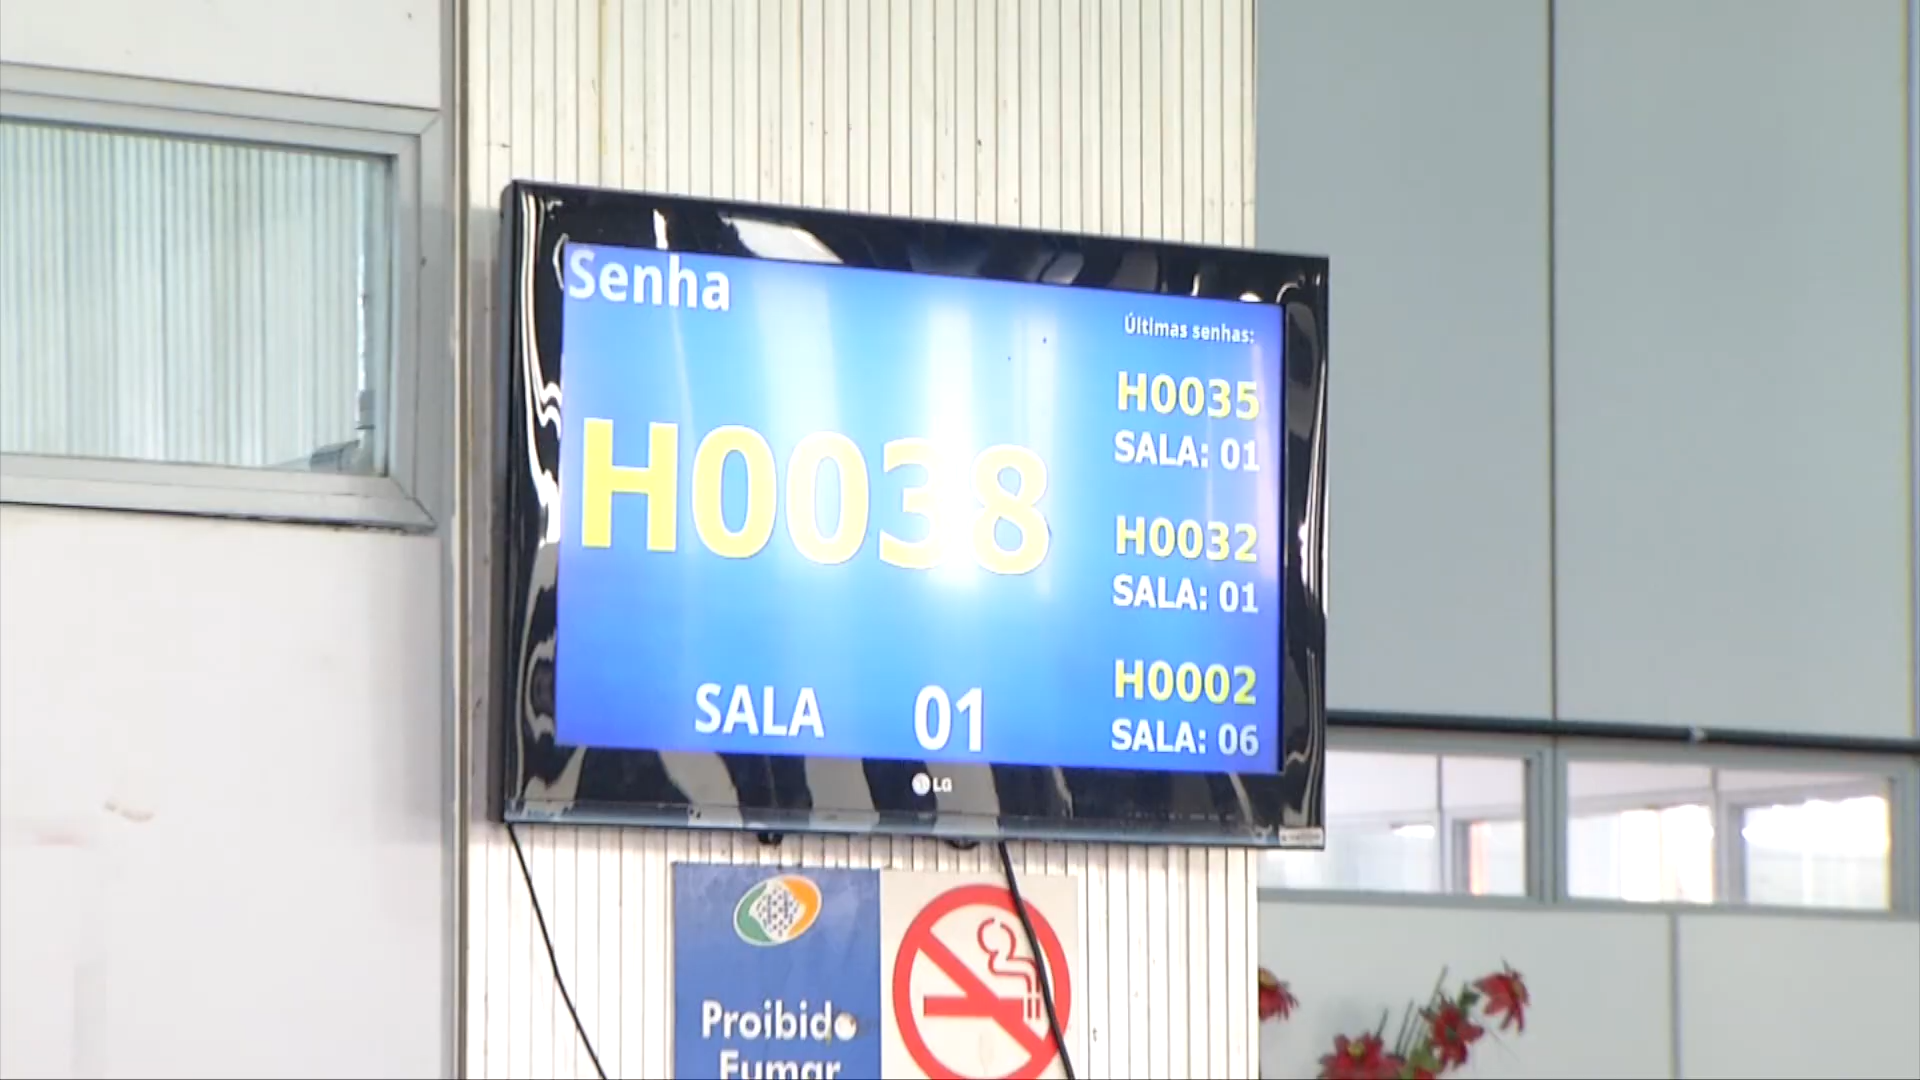 Senha
H0038
SALA 01
Últimas senhas:
H0035
SALA: 01
H0032
SALA: 01
H0002
SALA: 06
LG
Proibido
Fumar